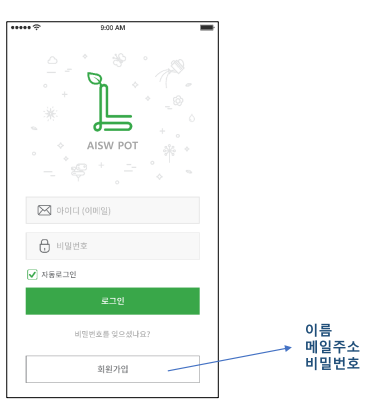 9:00 AM
AISW POT
아이디 (이메일)
비밀번호
자동로그인
로그인
비밀번호를 잊으셨나요?
회원가입
이름
메일주소
비밀번호